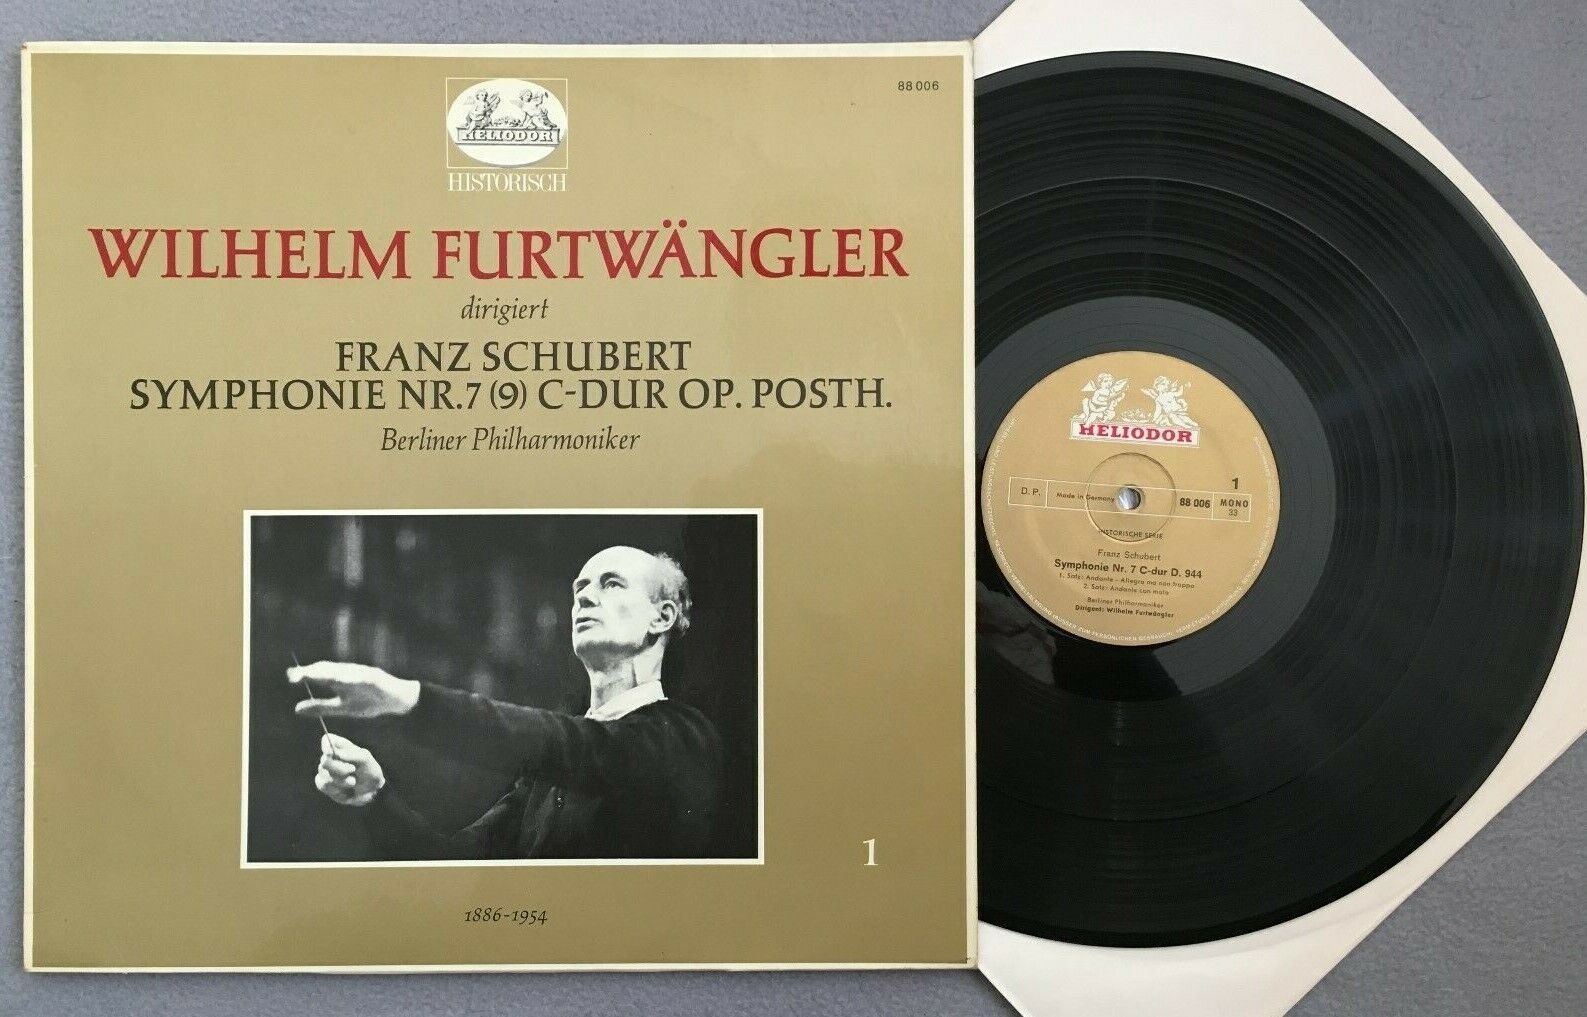 88 006
HELIODOR
HISTORISCH
WILHELM FURTWÄNGLER
dirigiert
FRANZ SCHUBERT
SYMPHONIE NR.7 (9) C-DUR OP. POSTH.
Berliner Philharmoniker
1
1886-1954
HELIODOR
1
D. P.
Made in Germany
88 006
MONO
33
HISTORISCHE SERIE
Franz Schubert
Symphonie Nr. 7 C-dur D. 944
1. Satz: Andante - Allegro ma non troppo
2. Satz: Andante con moto
Berliner Philharmoniker
Dirigent: Wilhelm Furtwängler